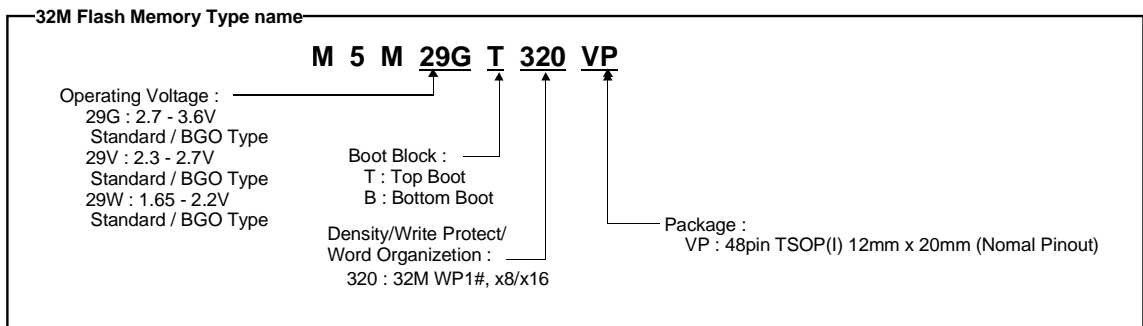 32M Flash Memory Type name
M 5 M 29G T 320 VP
Operating Voltage :
29G : 2.7 - 3.6V
Standard / BGO Type
29V : 2.3 - 2.7V
Standard / BGO Type
29W : 1.65 - 2.2V
Standard / BGO Type
Boot Block :
T : Top Boot
B : Bottom Boot
Density/Write Protect/
Word Organizetion :
320 : 32M WP1#, x8/x16
Package :
VP : 48pin TSOP(I) 12mm x 20mm (Nomal Pinout)